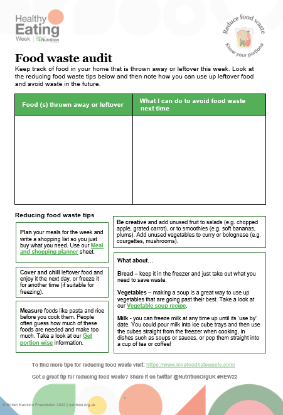 Healthy
Eating
Week
Reduce food waste
Know your portions
Food waste audit
Keep track of food in your home that is thrown away or leftover this week. Look at
the reducing food waste tips below and then note how you can use up leftover food
and avoid waste in the future.
Food (s) thrown away or leftover
What I can do to avoid food waste
next time
Reducing food waste tips
Plan your meals for the week and
write a shopping list so you just
buy what you need. Use our Meal
and shopping planner sheet.
Cover and chill leftover food and
enjoy it the next day, or freeze it
for another time (if suitable for
freezing).
Measure foods like pasta and rice
before you cook them. People
often guess how much of these
foods are needed and make too
much. Take a look at our Get
portion wise information.
Be creative and add unused fruit to salads (e.g. chopped
apple, grated carrot), or to smoothies (e.g. soft bananas,
plums). Add unused vegetables to curry or bolognese (e.g.
courgettes, mushrooms).
What about...
Bread – keep it in the freezer and just take out what you
need to save waste.
Vegetables – making a soup is a great way to use up
vegetables that are going past their best. Take a look at
our Vegetable soup recipe.
Milk - you can freeze milk at any time up until its 'use by'
date. You could pour milk into ice cube trays and then use
the cubes straight from the freezer when cooking, in
dishes such as soups or sauces, or pop them straight into
a cup of tea or coffee!
To find more tips for reducing food waste visit:
Got a great tip for reducing food waste? Share it on Twitter @NutritionOrgUK #HEW22